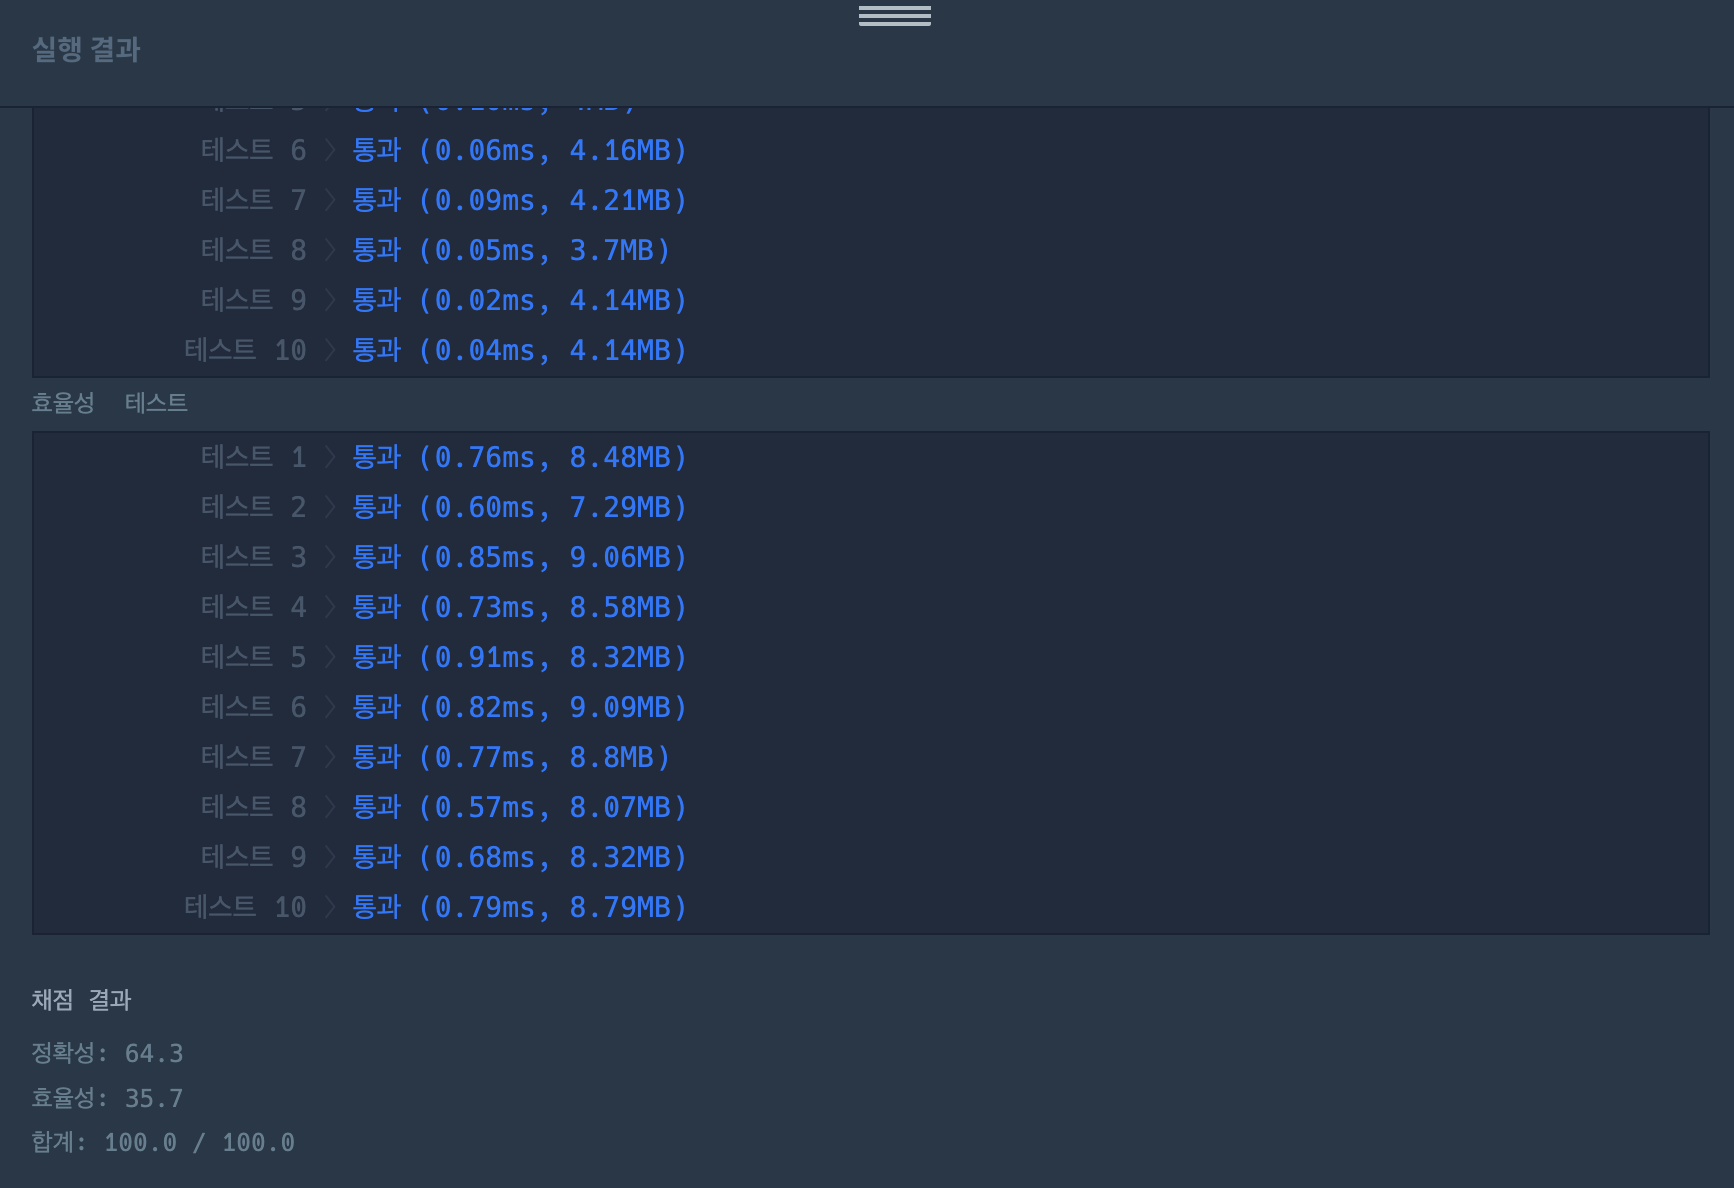 실행 결과
테스트 6 〉 통과 (0.06ms, 4.16MB)
테스트 7 〉 통과 (0.09ms, 4.21MB)
테스트 8 〉 통과 (0.05ms, 3.7MB)
테스트 9 〉 통과 (0.02ms, 4.14MB)
테스트 10 〉 통과 (0.04ms, 4.14MB)
효율성 테스트
테스트 1 〉 통과 (0.76ms, 8.48MB)
테스트 2 〉 통과 (0.60ms, 7.29MB)
테스트 3 〉 통과 (0.85ms, 9.06MB)
테스트 4 〉 통과 (0.73ms, 8.58MB)
테스트 5 〉 통과 (0.91ms, 8.32MB)
테스트 6 〉 통과 (0.82ms, 9.09MB)
테스트 7 〉 통과 (0.77ms, 8.8MB)
테스트 8 〉 통과 (0.57ms, 8.07MB)
테스트 9 〉 통과 (0.68ms, 8.32MB)
테스트 10 〉 통과 (0.79ms, 8.79MB)
채점 결과
정확성: 64.3
효율성: 35.7
합계: 100.0 / 100.0